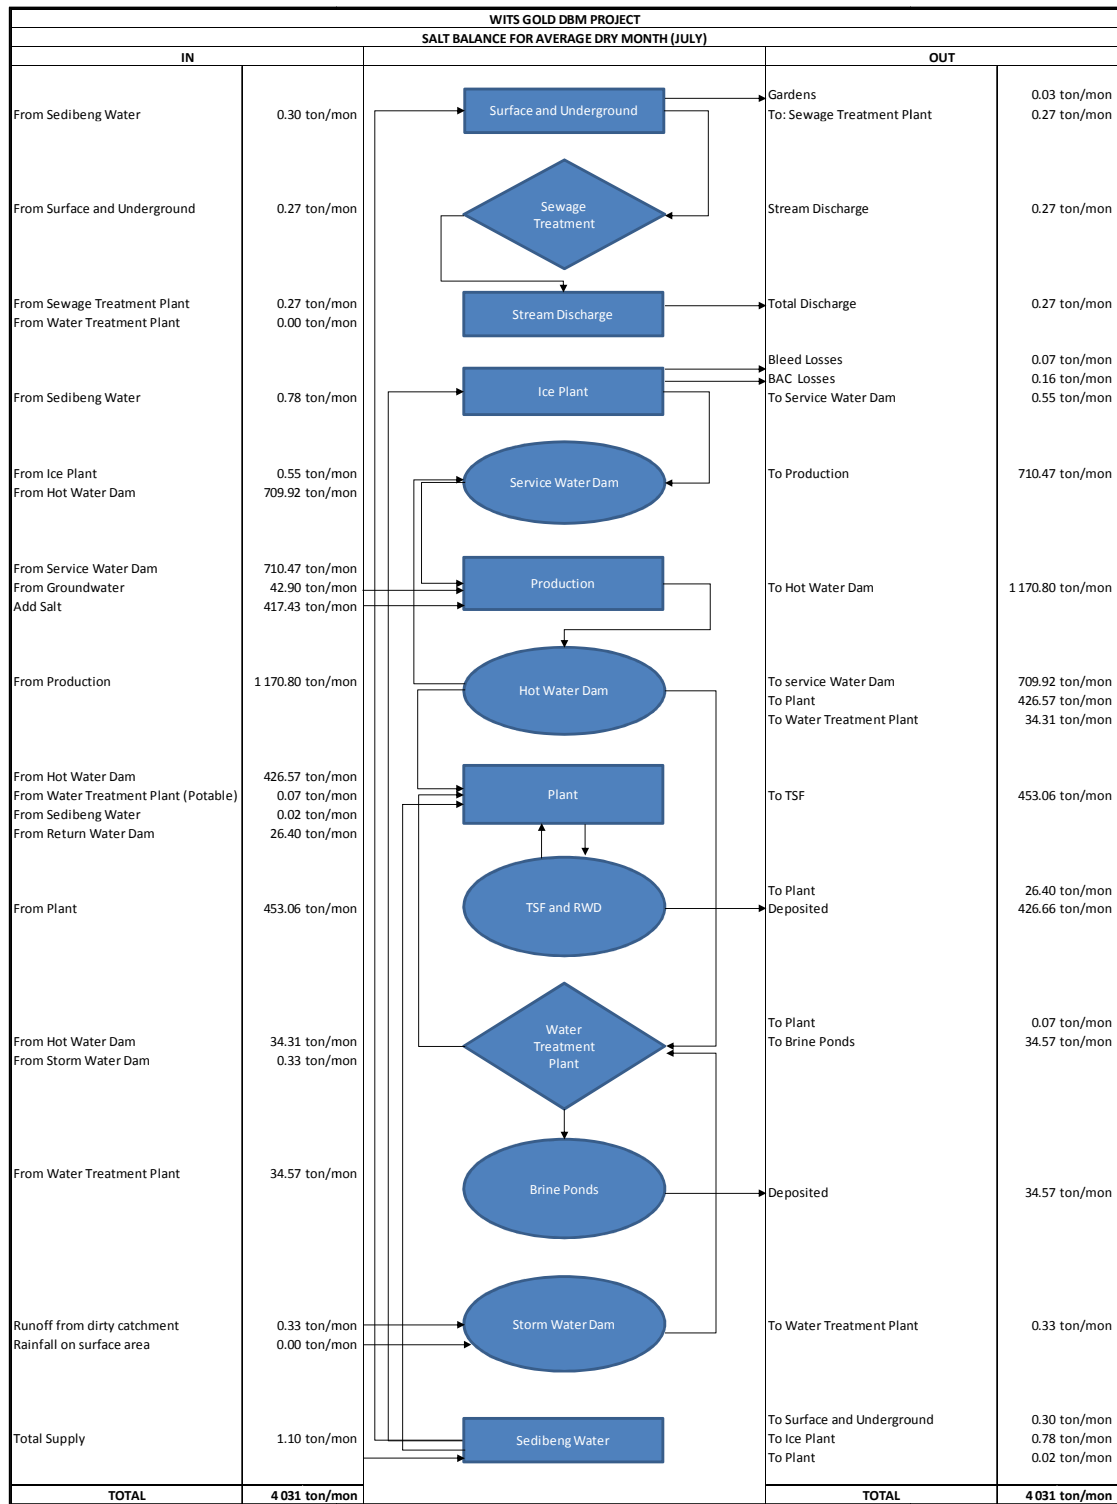 WITS GOLD DBM PROJECT
SALT BALANCE FOR AVERAGE DRY MONTH (JULY)
IN OUT
Gardens 0.03 ton/mon
From Sedibeng Water 0.30 ton/mon Surface and Underground To: Sewage Treatment Plant 0.27 ton/mon
From Surface and Underground 0.27 ton/mon Sewage Stream Discharge 0.27 ton/mon
Treatment
From Sewage Treatment Plant 0.27 ton/mon Total Discharge 0.27 ton/mon
From Water Treatment Plant 0.00 ton/mon Stream Discharge
Bleed Losses 0.07 ton/mon
BAC Losses 0.16 ton/mon
From Sedibeng Water 0.78 ton/mon Ice Plant To Service Water Dam 0.55 ton/mon
From Ice Plant 0.55 ton/mon To Production 710.47 ton/mon
From Hot Water Dam 709.92 ton/mon Service Water Dam
From Service Water Dam 710.47 ton/mon
From Groundwater 42.90 ton/mon Production To Hot Water Dam 1 170.80 ton/mon
Add Salt 417.43 ton/mon
From Production 1 170.80 ton/mon Hot Water Dam To service Water Dam 709.92 ton/mon
To Plant 426.57 ton/mon
To Water Treatment Plant 34.31 ton/mon
From Hot Water Dam 426.57 ton/mon
From Water Treatment Plant (Potable) 0.07 ton/mon Plant To TSF 453.06 ton/mon
From Sedibeng Water 0.02 ton/mon
From Return Water Dam 26.40 ton/mon
To Plant 26.40 ton/mon
From Plant 453.06 ton/mon TSF and RWD Deposited 426.66 ton/mon
To Plant 0.07 ton/mon
From Hot Water Dam 34.31 ton/mon Water To Brine Ponds 34.57 ton/mon
From Storm Water Dam 0.33 ton/mon Treatment
Plant
From Water Treatment Plant 34.57 ton/mon
Brine Ponds Deposited 34.57 ton/mon
Runoff from dirty catchment 0.33 ton/mon Storm Water Dam To Water Treatment Plant 0.33 ton/mon
Rainfall on surface area 0.00 ton/mon
To Surface and Underground 0.30 ton/mon
Total Supply 1.10 ton/mon Sedibeng Water To Ice Plant 0.78 ton/mon
To Plant 0.02 ton/mon
TOTAL 4 031 ton/mon TOTAL 4 031 ton/mon